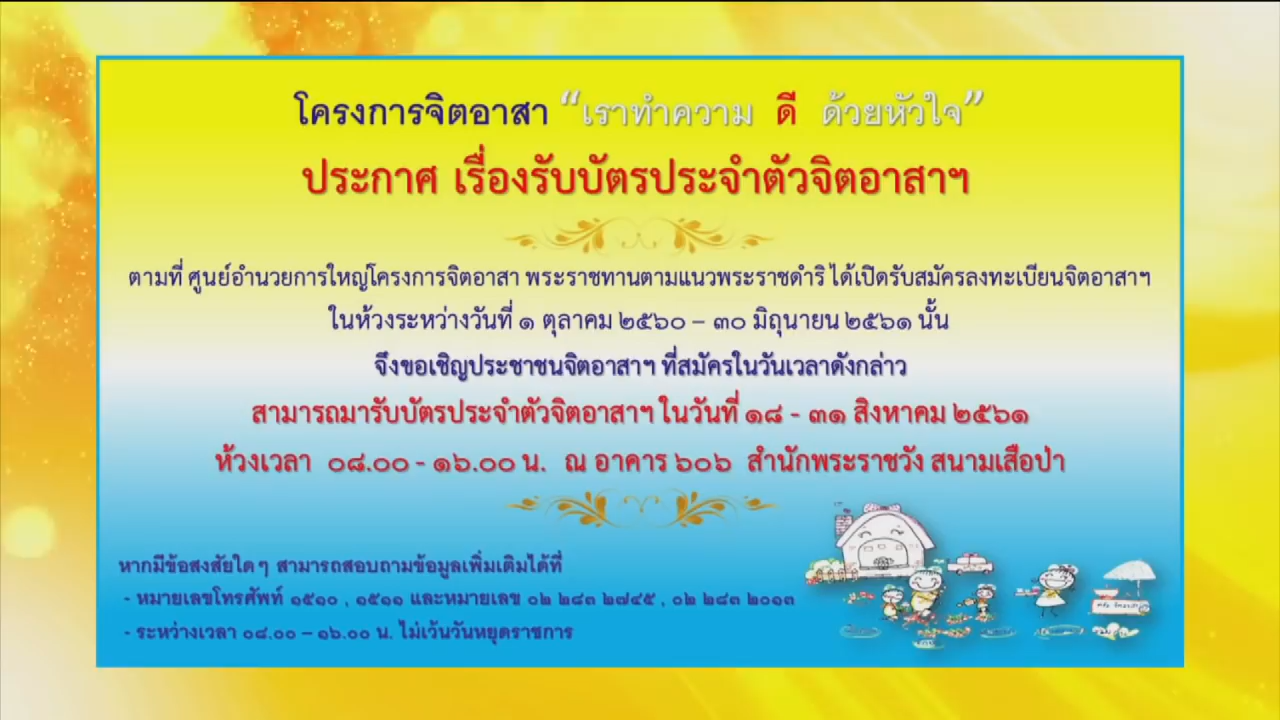 โครงการจิตอาสา “เราทำความ ดี ด้วยหัวใจ”
ประกาศ เรื่องรับบัตรประจำตัวจิตอาสาฯ
ตามที่ ศูนย์อำนวยการใหญ่โครงการจิตอาสา พระราชทานตามแนวพระราชดำริ ได้เปิดรับสมัครลงทะเบียนจิตอาสาฯ
ในห้วงระหว่างวันที่ ๑ ตุลาคม ๒๕๖๐ – ๓๐ มิถุนายน ๒๕๖๑ นั้น
จึงขอเชิญประชาชนจิตอาสาฯ ที่สมัครในวันเวลาดังกล่าว
สามารถมารับบัตรประจำตัวจิตอาสาฯ ในวันที่ ๑๘ - ๓๑ สิงหาคม ๒๕๖๑
ห้วงเวลา ๐๘.๐๐ - ๑๖.๐๐ น. ณ อาคาร ๖๐๖ สำนักพระราชวัง สนามเสือป่า
หากมีข้อสงสัยใดๆ สามารถสอบถามข้อมูลเพิ่มเติมได้ที่
- หมายเลขโทรศัพท์ ๑๕๑๐ , ๑๕๑๑ และหมายเลข ๐๒ ๒๘๓ ๒๗๔๕ , ๐๒ ๒๘๓ ๒๐๑๓
- ระหว่างเวลา ๐๘.๐๐ – ๑๖.๐๐ น. ไม่เว้นวันหยุดราชการ